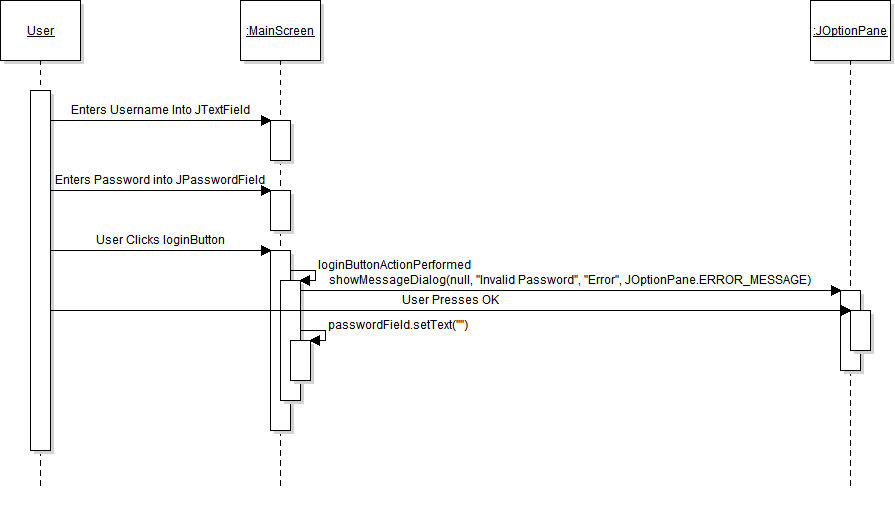 User
:MainScreen
:JOptionPane
Enters Username Into JTextField
Enters Password into JPasswordField
User Clicks loginButton
loginButtonActionPerformed
showMessageDialog(null, "Invalid Password", "Error", JOptionPane.ERROR_MESSAGE)
User Presses OK
passwordField.setText("")